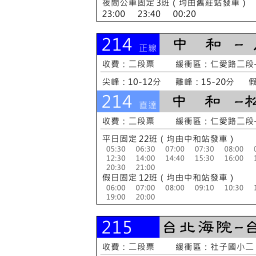 夜間公車固定3班（均由舊莊站發車）
23:00 23:40 00:20
214 正線 中 和 -
收費：二段票 緩衝區：仁愛路二段-
尖峰：10-12分 離峰：15-20分
214 直達 中 和 -松
收費：二段票 緩衝區：仁愛路二段-
平日固定22班（均由中和站發車）
05:30 06:30 07:00 07:30 08:00
12:30 14:00 14:40 15:30 16:00
20:30 21:00
假日固定12班（均由中和站發車）
06:00 07:00 08:00 09:10 10:30
19:00 20:00
215 台北海院-台
收費：二段票 緩衝區：社子國小二